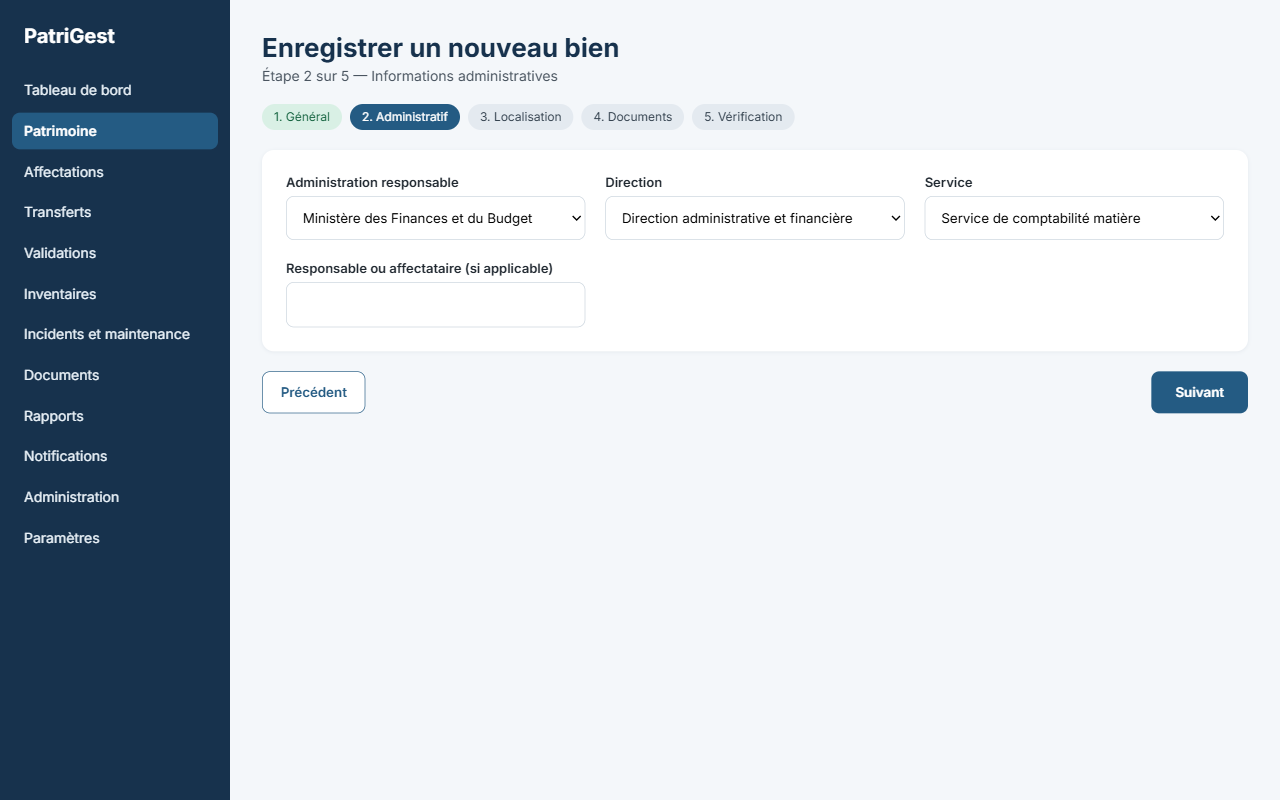 PatriGest
Tableau de bord
Patrimoine
Affectations
Transferts
Validations
Inventaires
Incidents et maintenance
Documents
Rapports
Notifications
Administration
Paramètres
Enregistrer un nouveau bien
Étape 2 sur 5 — Informations administratives
1. Général 2. Administratif 3. Localisation 4. Documents 5. Vérification
Administration responsable Direction Service
Ministère des Finances et du Budget Direction administrative et financière Service de comptabilité matière
Responsable ou affectataire (si applicable)
Précédent Suivant